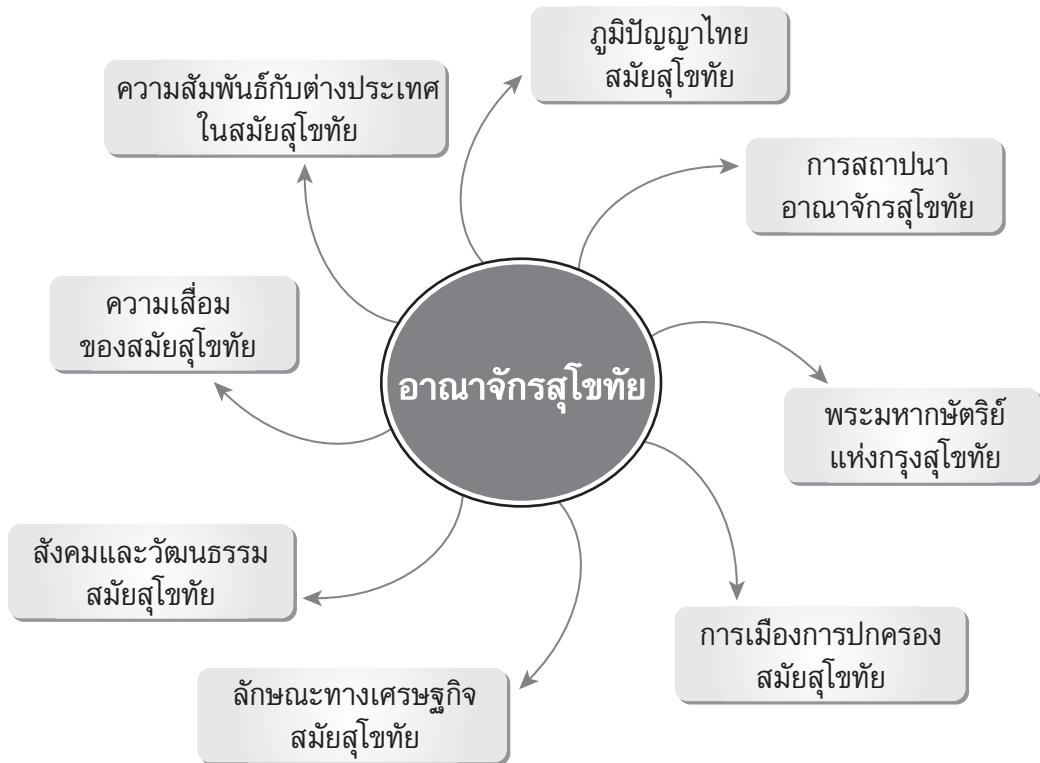 ภูมิปัญญาไทย
สมัยสุโขทัย
ความสัมพันธ์กับต่างประเทศ
ในสมัยสุโขทัย
การสถาปนา
อาณาจักรสุโขทัย
ความเสื่อม
ของสมัยสุโขทัย
อาณาจักรสุโขทัย
พระมหากษัตริย์
แห่งกรุงสุโขทัย
สังคมและวัฒนธรรม
สมัยสุโขทัย
การเมืองการปกครอง
สมัยสุโขทัย
ลักษณะทางเศรษฐกิจ
สมัยสุโขทัย